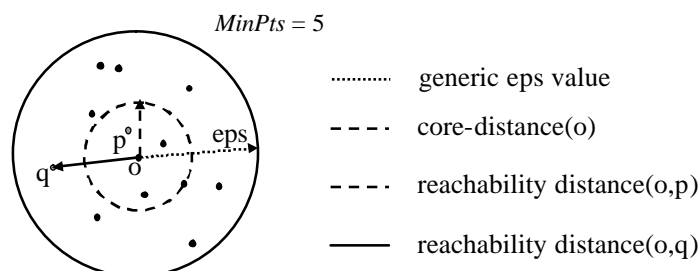 MinPts = 5
generic eps value
core-distance(o)
reachability distance(o,p)
reachability distance(o,q)
p
eps
q
o